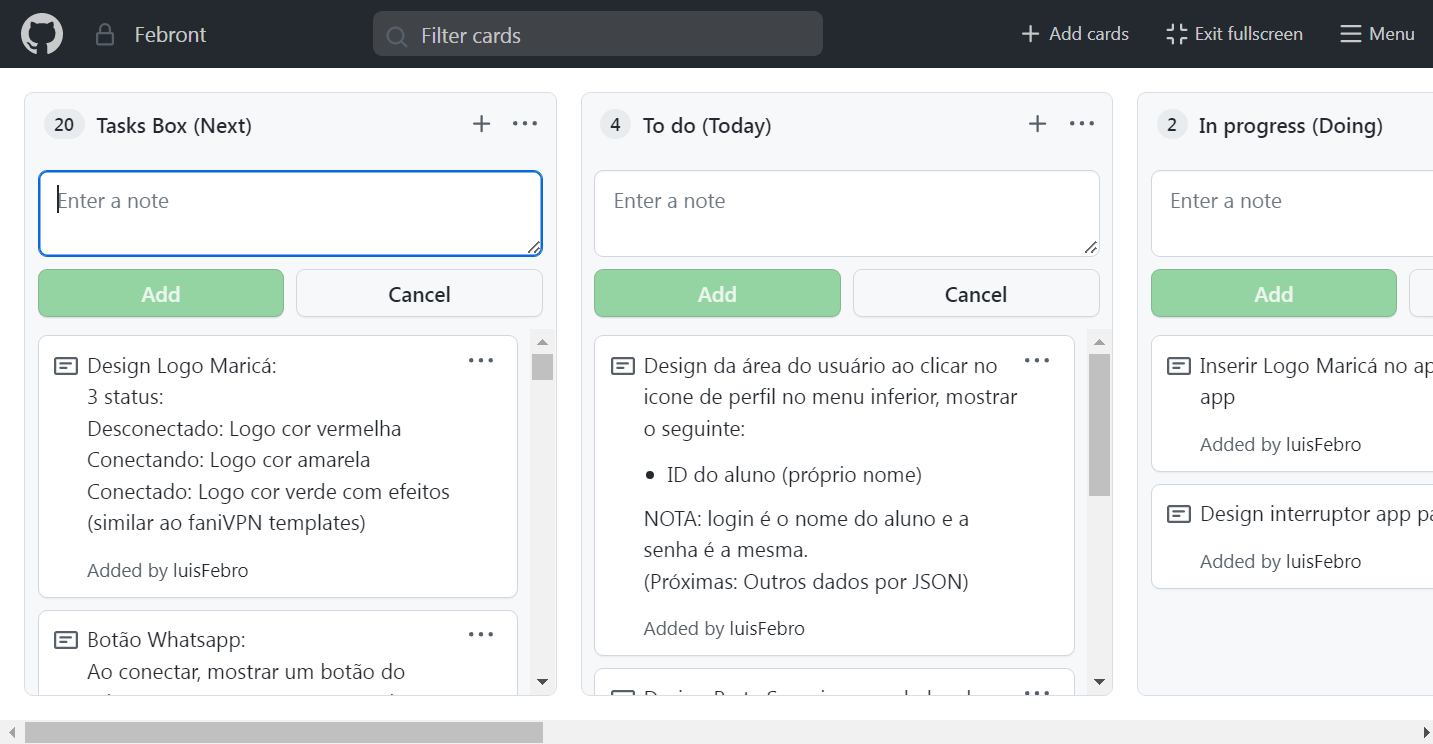 Febront
Filter cards
Add cards
Exit fullscreen
Menu
20
Tasks Box (Next)
Enter a note
Add
Cancel
Design Logo Maricá:
3 status:
Desconectado: Logo cor vermelha
Conectando: Logo cor amarela
Conectado: Logo cor verde com efeitos
(similar ao faniVPN templates)
Added by luisFebro
Botão Whatsapp:
Ao conectar, mostrar um botão do
4
To do (Today)
Enter a note
Add
Cancel
Design da área do usuário ao clicar no
icone de perfil no menu inferior, mostrar
o seguinte:
• ID do aluno (próprio nome)
NOTA: login é o nome do aluno e a
senha é a mesma.
(Próximas: Outros dados por JSON)
Added by luisFebro
2
In progress (Doing)
Enter a note
Add
Inserir Logo Maricá no ap
app
Added by luisFebro
Design interruptor app pa
Added by luisFebro